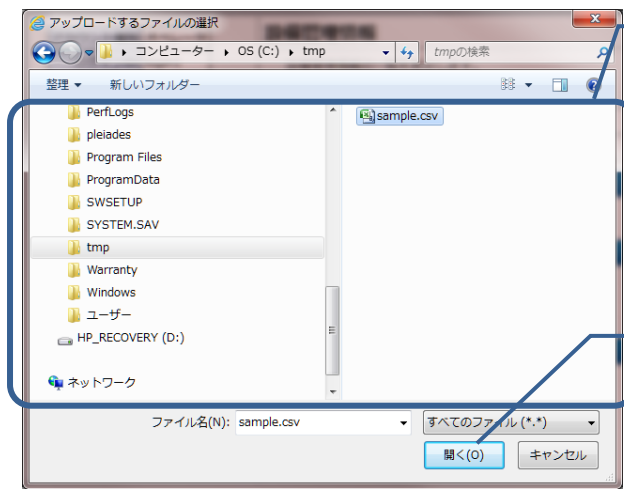 アップロードするファイルの選択
コンピューター ▸ OS (C:) ▸ tmp
tmpの検索
整理 新しいフォルダー
PerfLogs
pleiades
Program Files
ProgramData
SWSETUP
SYSTEM.SAV
tmp
Warranty
Windows
ユーザー
HP_RECOVERY (D:)
ネットワーク
sample.csv
ファイル名(N): sample.csv
すべてのファイル (*.*)
開く(O) キャンセル